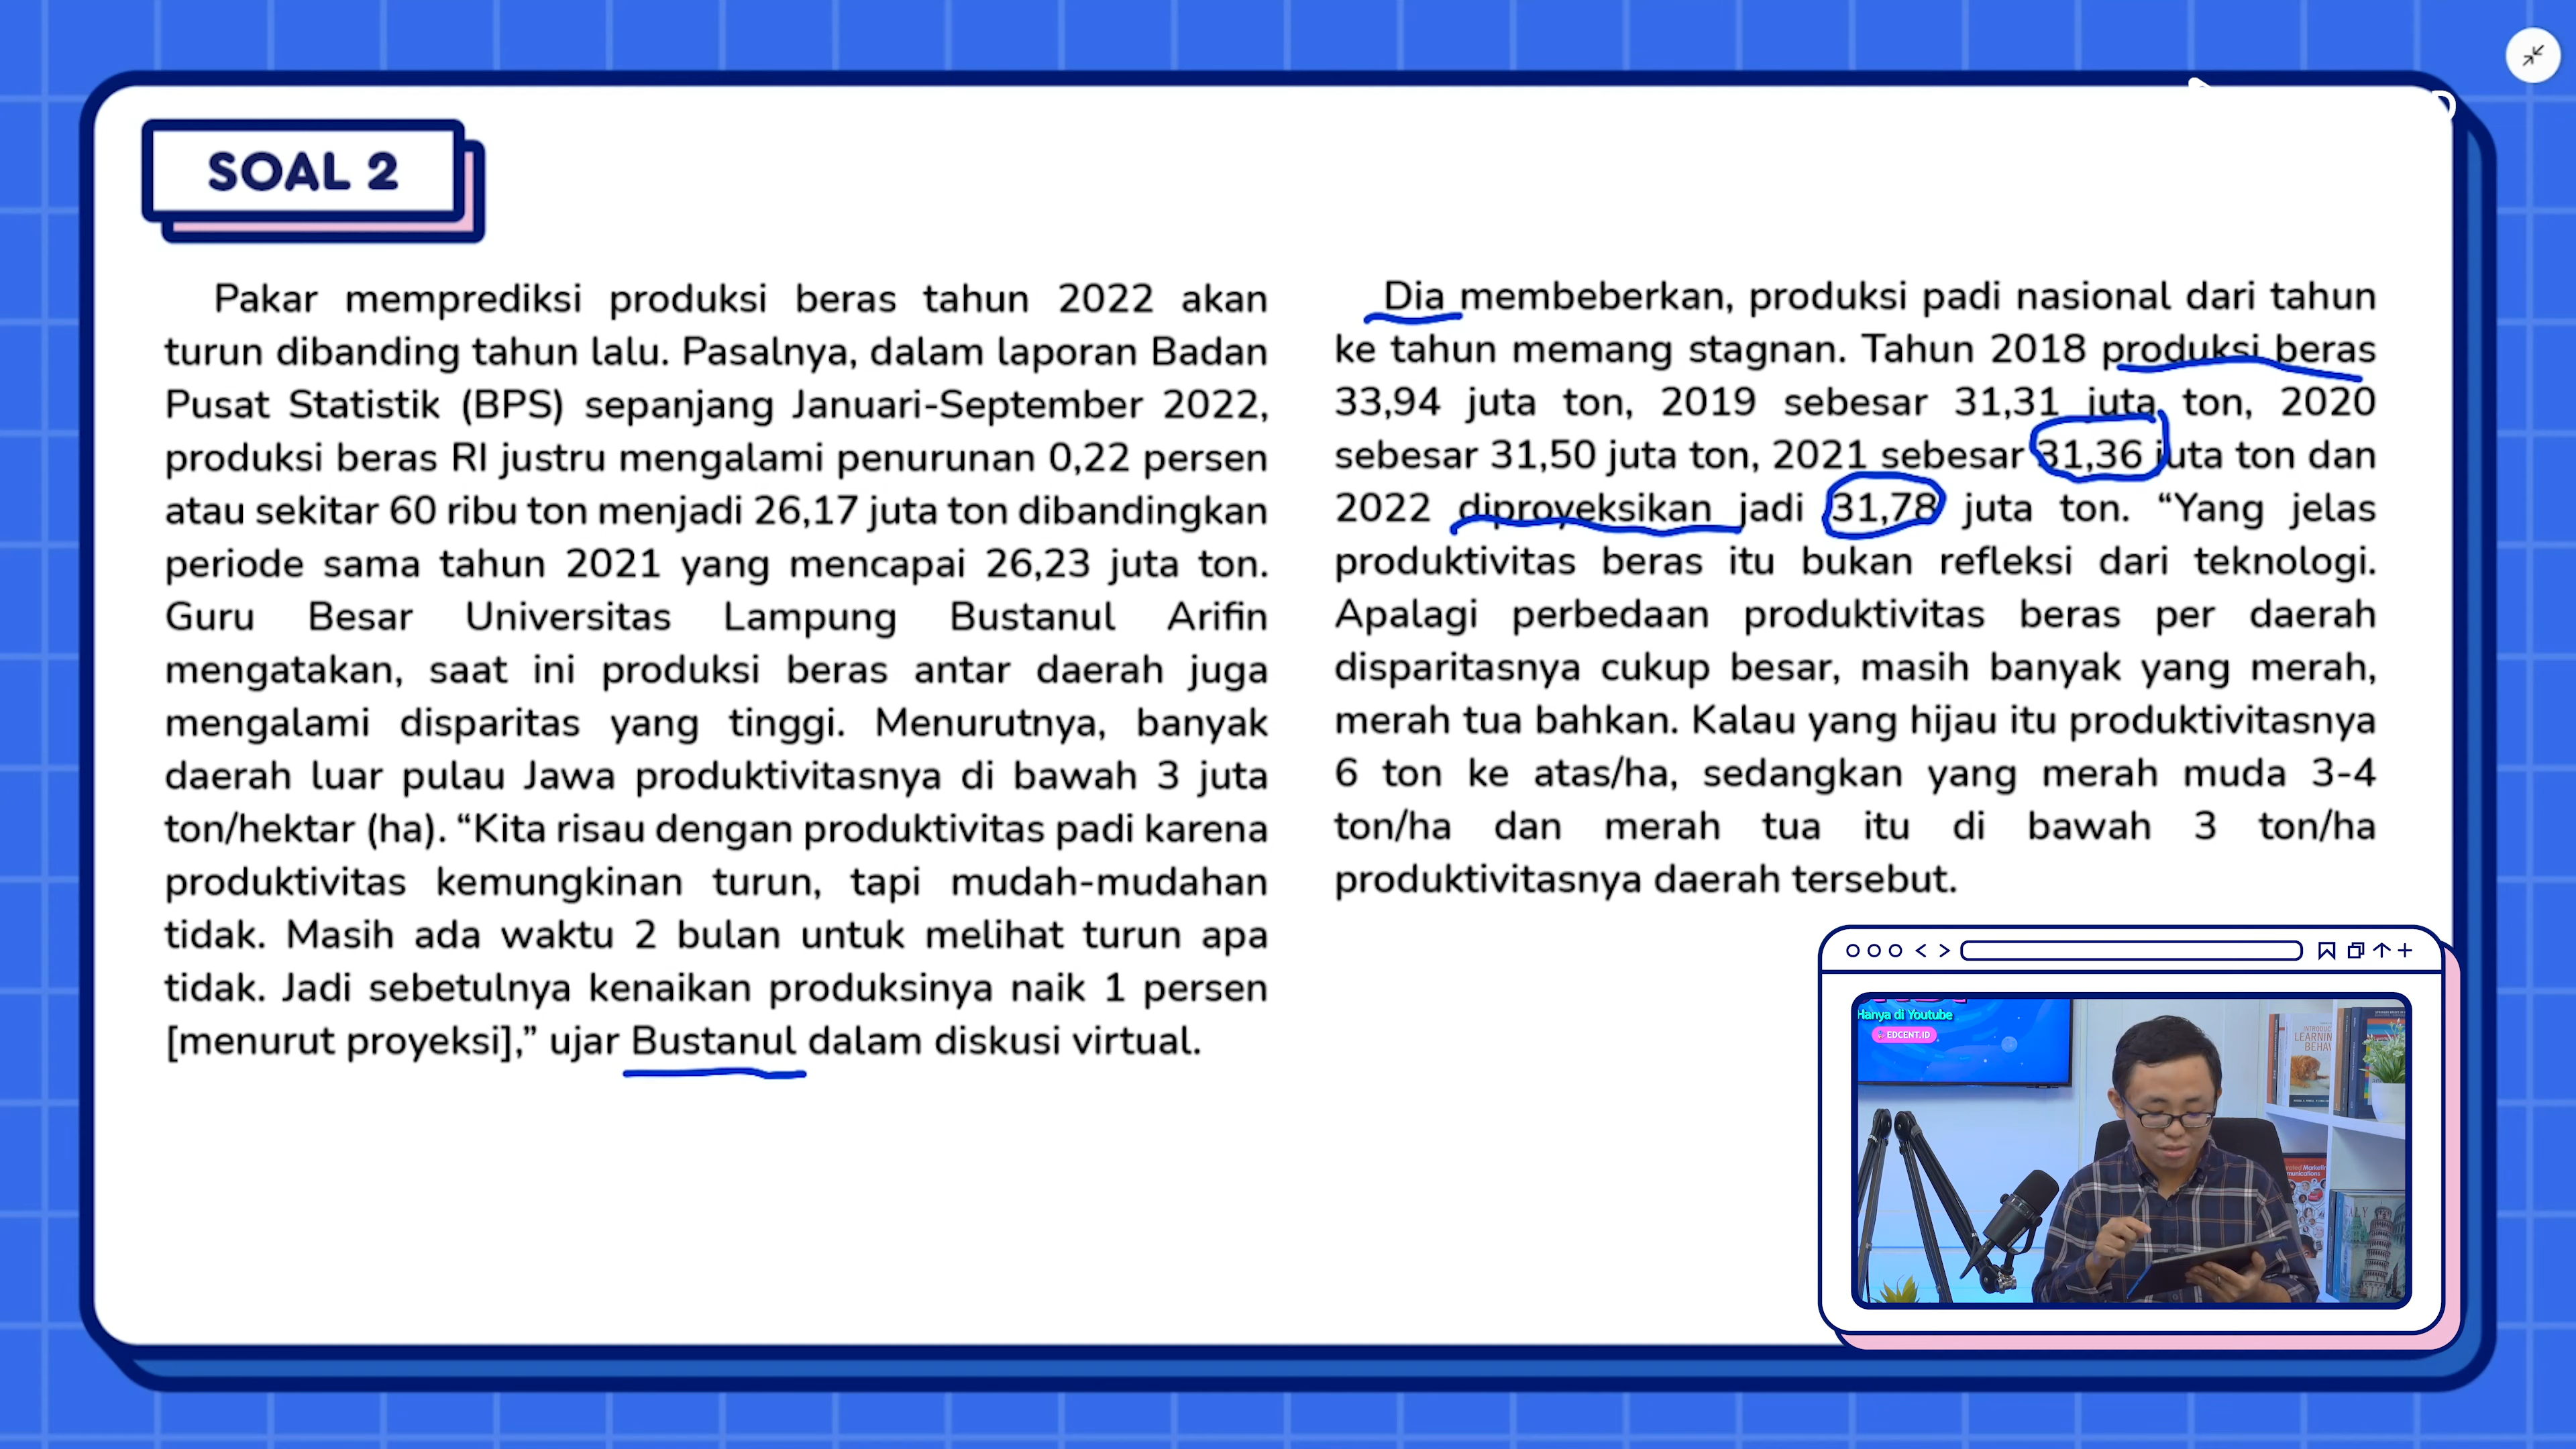 SOAL 2
Pakar memprediksi produksi beras tahun 2022 akan
turun dibanding tahun lalu. Pasalnya, dalam laporan Badan
Pusat Statistik (BPS) sepanjang Januari-September 2022,
produksi beras RI justru mengalami penurunan 0,22 persen
atau sekitar 60 ribu ton menjadi 26,17 juta ton dibandingkan
periode sama tahun 2021 yang mencapai 26,23 juta ton.
Guru Besar Universitas Lampung Bustanul Arifin
mengatakan, saat ini produksi beras antar daerah juga
mengalami disparitas yang tinggi. Menurutnya, banyak
daerah luar pulau Jawa produktivitasnya di bawah 3 juta
ton/hektar (ha). “Kita risau dengan produktivitas padi karena
produktivitas kemungkinan turun, tapi mudah-mudahan
tidak. Masih ada waktu 2 bulan untuk melihat turun apa
tidak. Jadi sebetulnya kenaikan produksinya naik 1 persen
[menurut proyeksi],” ujar Bustanul dalam diskusi virtual.
Dia membeberkan, produksi padi nasional dari tahun
ke tahun memang stagnan. Tahun 2018 produksi beras
33,94 juta ton, 2019 sebesar 31,31 juta ton, 2020
sebesar 31,50 juta ton, 2021 sebesar 31,36 juta ton dan
2022 diproyeksikan jadi 31,78 juta ton. “Yang jelas
produktivitas beras itu bukan refleksi dari teknologi.
Apalagi perbedaan produktivitas beras per daerah
disparitasnya cukup besar, masih banyak yang merah,
merah tua bahkan. Kalau yang hijau itu produktivitasnya
6 ton ke atas/ha, sedangkan yang merah muda 3-4
ton/ha dan merah tua itu di bawah 3 ton/ha
produktivitasnya daerah tersebut.
Hanya di Youtube
EDCENT.ID
LEARNIN
BEHAV
ITALY